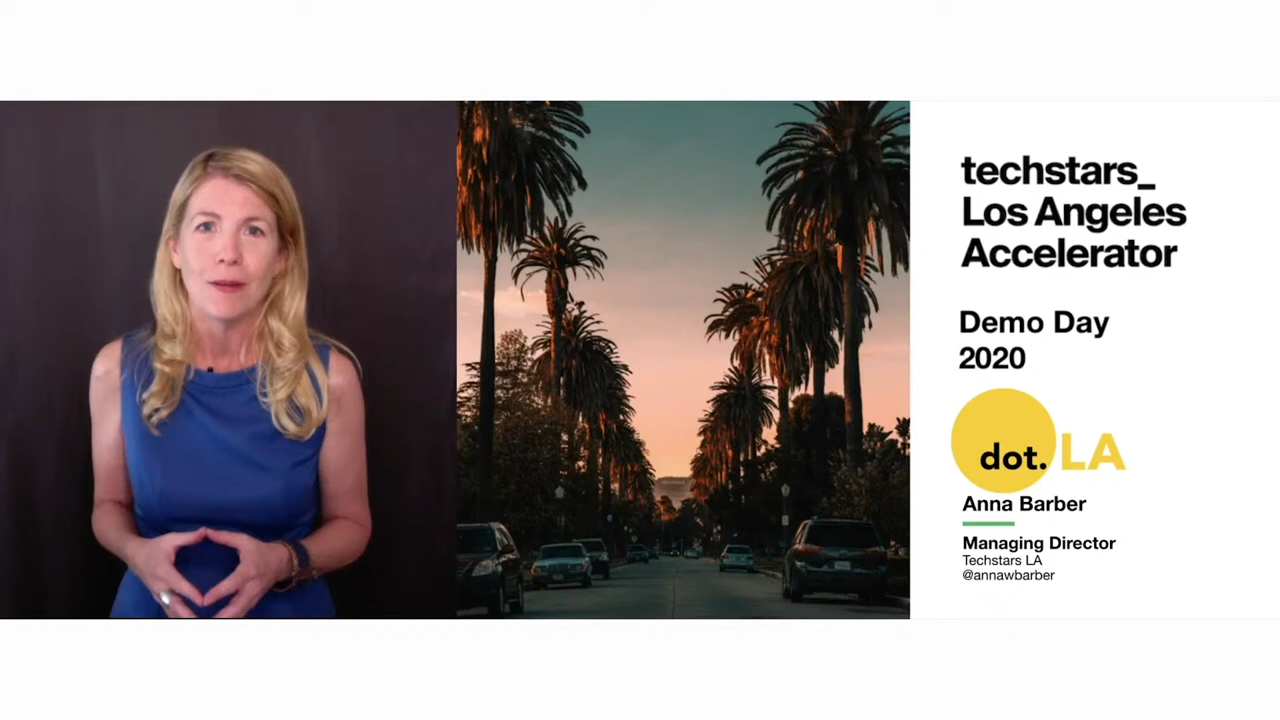 techstars_
Los Angeles
Accelerator
Demo Day
2020
dot.LA
Anna Barber
Managing Director
Techstars LA
@annawbarber